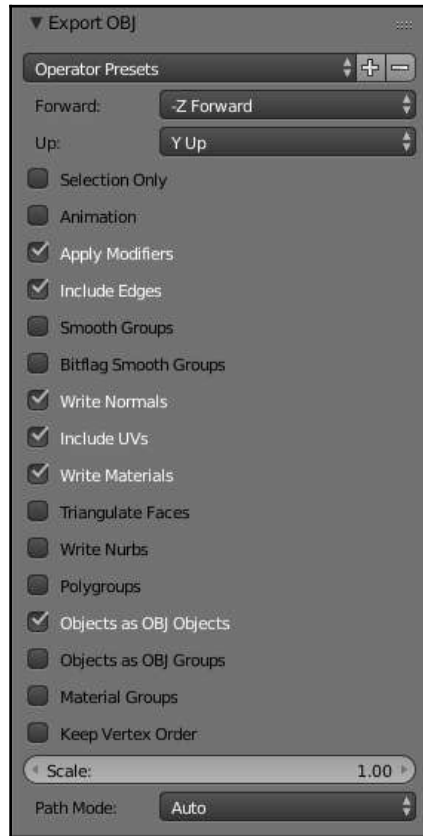 Export OBJ
Operator Presets
Forward: -Z Forward
Up: Y Up
Selection Only
Animation
Apply Modifiers
Include Edges
Smooth Groups
Bitflag Smooth Groups
Write Normals
Include UVs
Write Materials
Triangulate Faces
Write Nurbs
Polygroups
Objects as OBJ Objects
Objects as OBJ Groups
Material Groups
Keep Vertex Order
Scale: 1.00
Path Mode: Auto